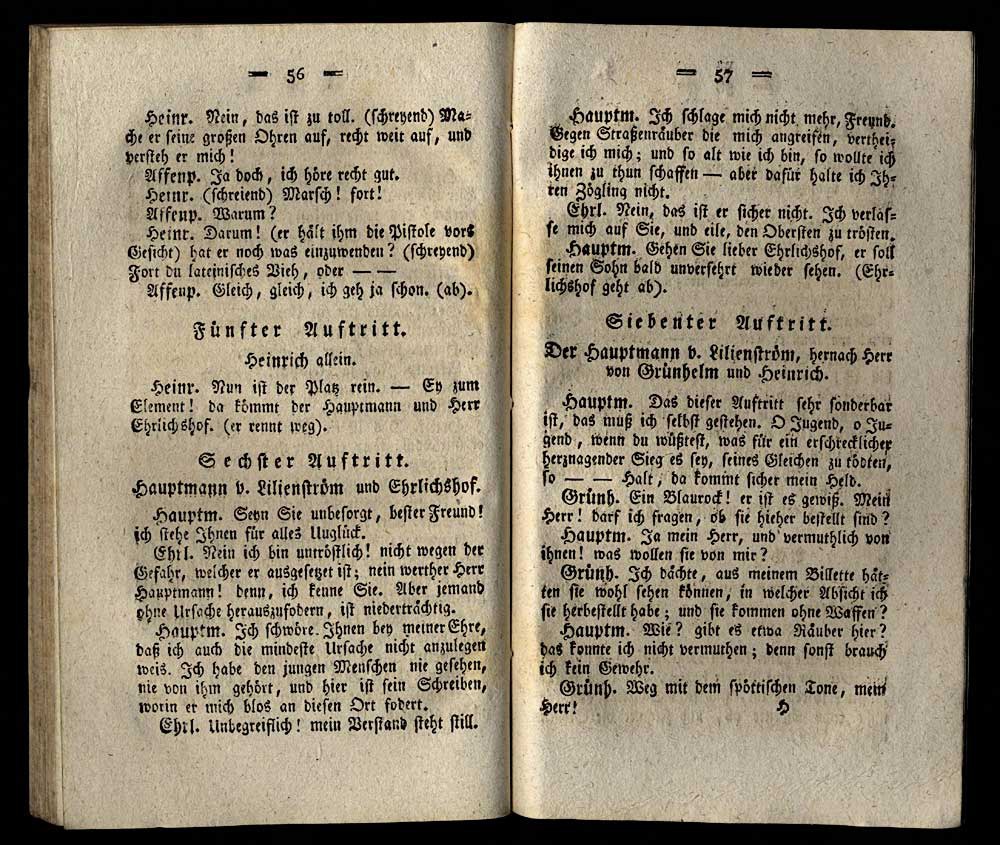 — 56 —
Heinr. Nein, das ist zu toll. (schreyend) Ma-
che er seine großen Ohren auf, recht weit auf, und
versteh er mich!
Affenp. Ja doch, ich höre recht gut.
Heinr. (schreiend) Marsch! fort!
Affenp. Warum?
Heinr. Darum! (er hält ihm die Pistole vors
Gesicht) hat er noch was einzuwenden? (schreyend)
Fort du lateinisches Vieh, oder — —
Affenp. Gleich, gleich, ich geh ja schon. (ab).
Fünfter Auftritt.
Heinrich allein.
Heinr. Nun ist der Platz rein. — Ey zum
Element! da kömmt der Hauptmann und Herr
Ehrlichshof. (er rennt weg).
Sechster Auftritt.
Hauptmann v. Lilienström und Ehrlichshof.
Hauptm. Seyn Sie unbesorgt, bester Freund!
ich stehe Ihnen für alles Unglück.
Ehrl. Nein ich bin untröstlich! nicht wegen der
Gefahr, welcher er ausgesetzet ist; nein werther Herr
Hauptmann! denn, ich kenne Sie. Aber jemand
ohne Ursache herauszufodern, ist niederträchtig.
Hauptm. Ich schwöre Ihnen bey meiner Ehre,
daß ich auch die mindeste Ursache nicht anzulegen
weis. Ich habe den jungen Menschen nie gesehen,
nie von ihm gehört, und hier ist sein Schreiben,
worin er mich blos an diesen Ort fodert.
Ehrl. Unbegreiflich! mein Verstand steht still.
= 57 =
Hauptm. Ich schlage mich nicht mehr, Freund.
Gegen Straßenräuber die mich angreifen, verthei-
dige ich mich; und so alt wie ich bin, so wollte ich
ihnen zu thun schaffen — aber dafür halte ich Ih-
ren Zögling nicht.
Ehrl. Nein, das ist er sicher nicht. Ich verlas-
se mich auf Sie, und eile, den Obersten zu trösten.
Hauptm. Gehen Sie lieber Ehrlichshof, er soll
seinen Sohn bald unversehrt wieder sehen. (Ehr-
lichshof geht ab).
Siebenter Auftritt.
Der Hauptmann v. Lilienström, hernach Herr
von Grünhelm und Heinrich.
Hauptm. Das dieser Auftritt sehr sonderbar
ist, das muß ich selbst gestehen. O Jugend, o Ju-
gend, wenn du wüßtest, was für ein erschrecklicher
herznagender Sieg es sey, seines Gleichen zu tödten,
so — — Halt, da kommt sicher mein Held.
Grünh. Ein Blaurock! er ist es gewiß. Mein
Herr! darf ich fragen, ob sie hieher bestellt sind?
Hauptm. Ja mein Herr, und vermuthlich von
ihnen! was wollen sie von mir?
Grünh. Ich dächte, aus meinem Billette hät-
ten sie wohl sehen können, in welcher Absicht ich
sie herbestellt habe; und sie kommen ohne Waffen?
Hauptm. Wie? gibt es etwa Räuber hier?
das konnte ich nicht vermuthen; denn sonst brauch
ich kein Gewehr.
Grünh. Weg mit dem spöttischen Tone, mein
Herr!
H